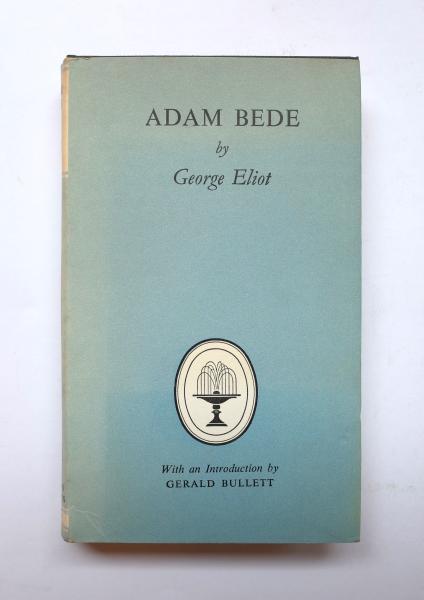 ADAM BEDE
by
George Eliot
With an Introduction by
GERALD BULLETT